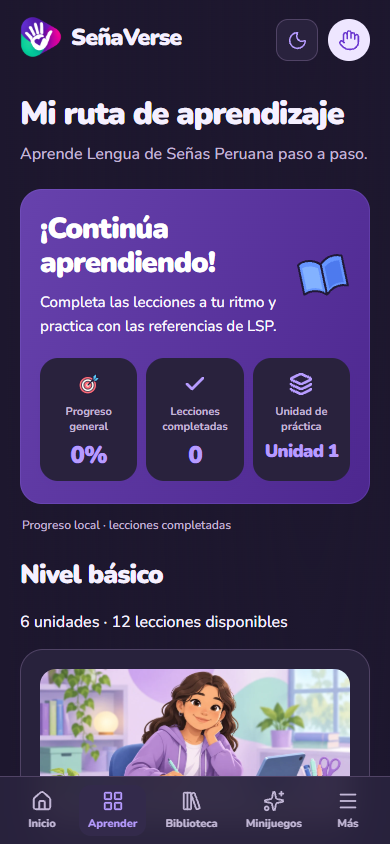 SeñaVerse
Mi ruta de aprendizaje
Aprende Lengua de Señas Peruana paso a paso.
¡Continúa
aprendiendo!
Completa las lecciones a tu ritmo y
practica con las referencias de LSP.
Progreso
general
0%
Lecciones
completadas
0
Unidad de
práctica
Unidad 1
Progreso local · lecciones completadas
Nivel básico
6 unidades · 12 lecciones disponibles
Inicio
Aprender
Biblioteca
Minijuegos
Más